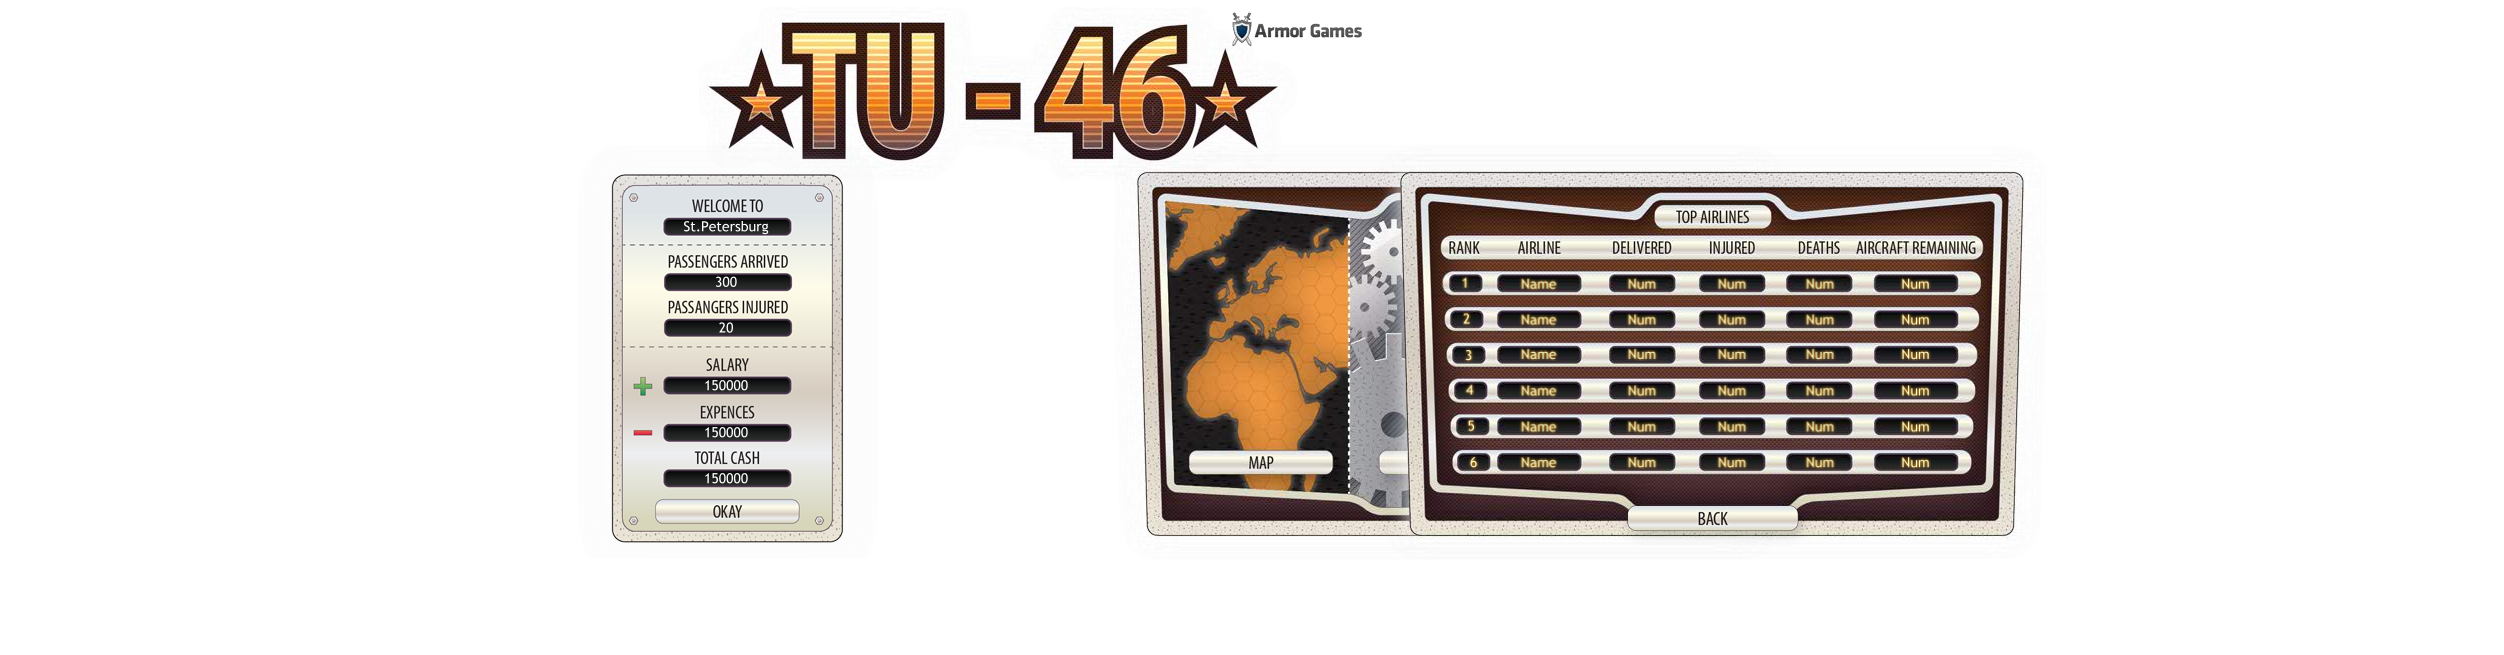 TU - 46
Armor Games
WELCOME TO
St.Petersburg
PASSENGERS ARRIVED
300
PASSANGERS INJURED
20
SALARY
150000
EXPENCES
150000
TOTAL CASH
150000
OKAY
MAP
TOP AIRLINES
RANK AIRLINE DELIVERED INJURED DEATHS AIRCRAFT REMAINING
1 Name Num Num Num Num
2 Name Num Num Num Num
3 Name Num Num Num Num
4 Name Num Num Num Num
5 Name Num Num Num Num
6 Name Num Num Num Num
BACK